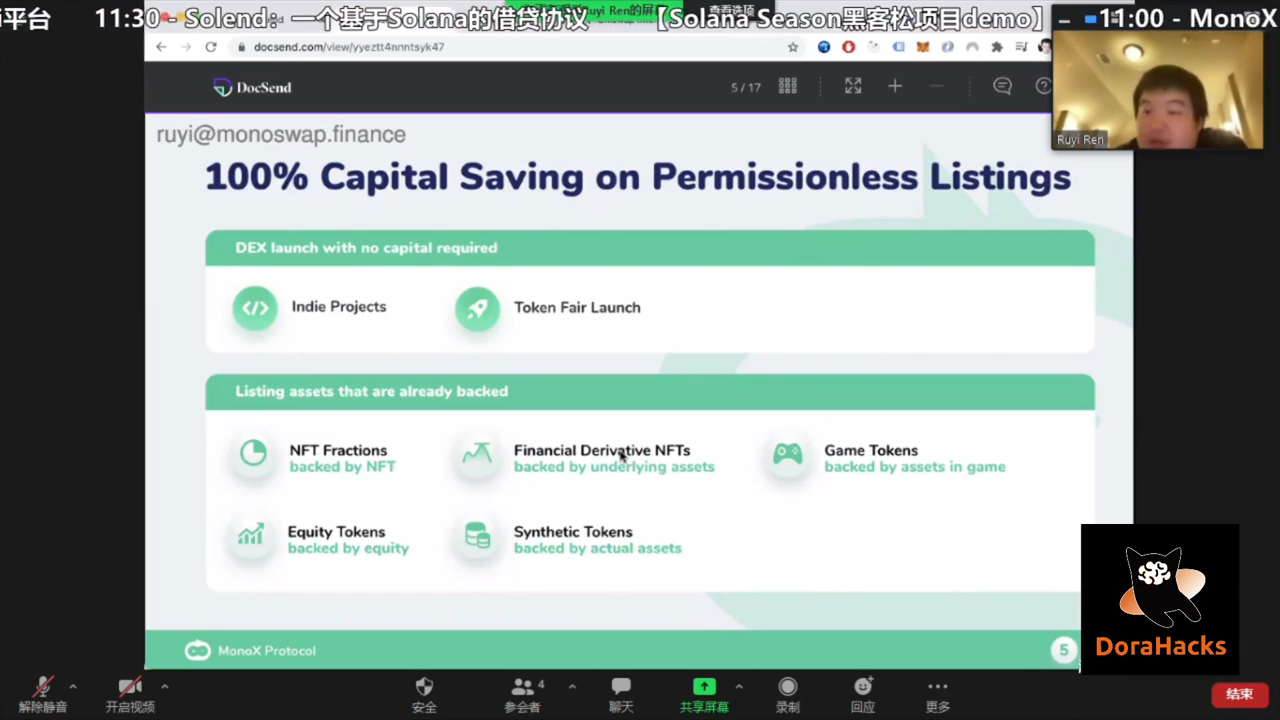 i平台 11:30 - Solend: 一个基于Solana的借贷协议 【Solana Season黑客松项目demo】 11:00 - MonoX
查看选项
docsend.com/view/yyeztt4nnntsyk47
DocSend
5 / 17
Ruyi Ren
ruyi@monoswap.finance
100% Capital Saving on Permissionless Listings
DEX launch with no capital required
Indie Projects
Token Fair Launch
Listing assets that are already backed
NFT Fractions
backed by NFT
Financial Derivative NFTs
backed by underlying assets
Game Tokens
backed by assets in game
Equity Tokens
backed by equity
Synthetic Tokens
backed by actual assets
MonoX Protocol
5
DoraHacks
解除静音
开启视频
安全
4
参会者
聊天
共享屏幕
录制
回应
更多
结束